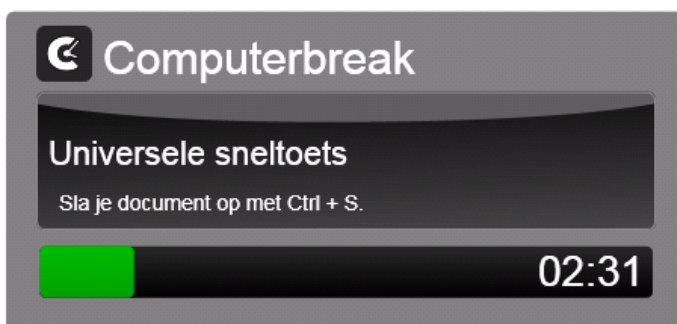 Computerbreak
Universele sneltoets
Sla je document op met Ctrl + S.
02:31